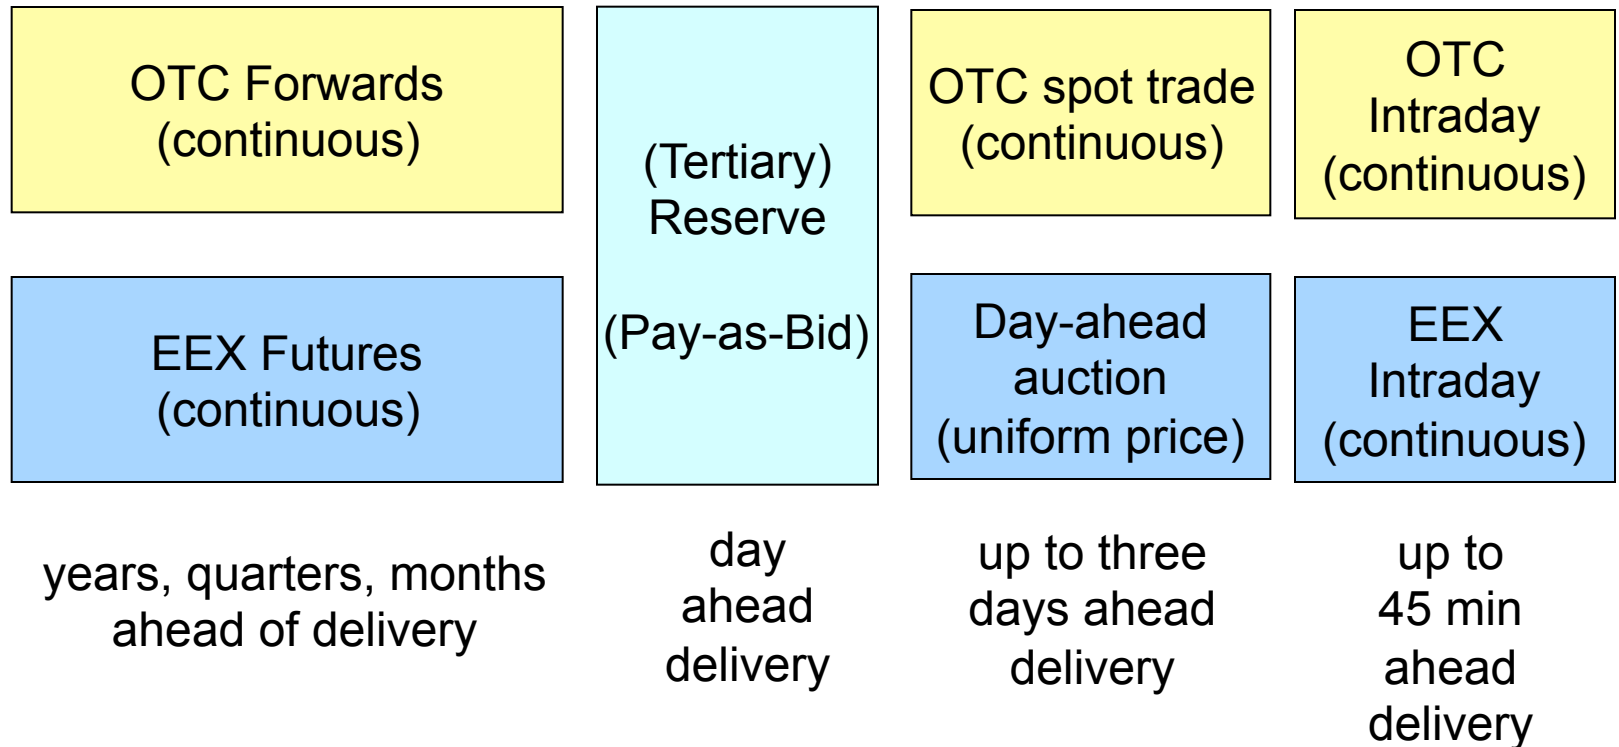 OTC Forwards
(continuous)
EEX Futures
(continuous)
years, quarters, months
ahead of delivery
(Tertiary)
Reserve
(Pay-as-Bid)
day
ahead
delivery
OTC spot trade
(continuous)
Day-ahead
auction
(uniform price)
up to three
days ahead
delivery
OTC
Intraday
(continuous)
EEX
Intraday
(continuous)
up to
45 min
ahead
delivery